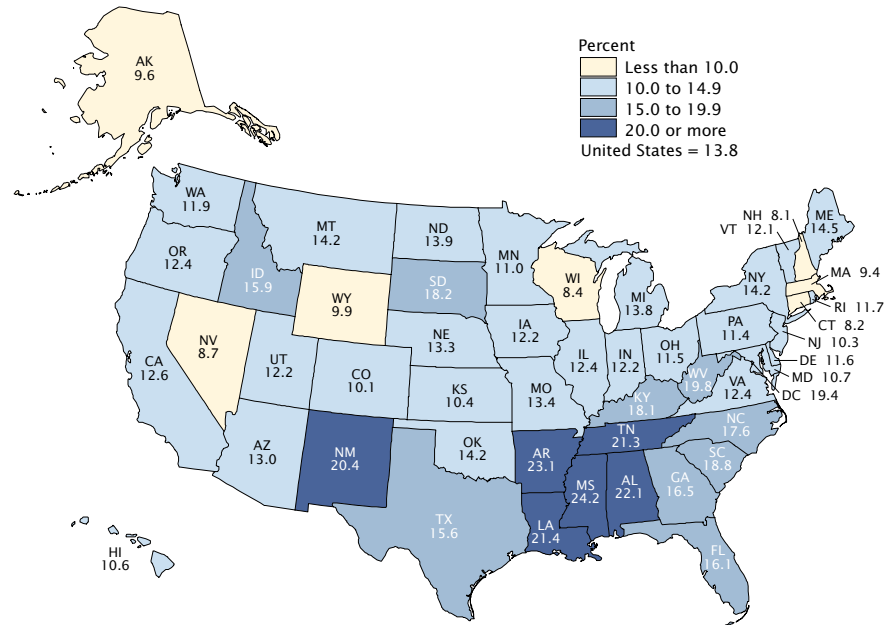 Percent
Less than 10.0
10.0 to 14.9
15.0 to 19.9
20.0 or more
United States = 13.8
AK
9.6
WA
11.9
MT
14.2
ND
13.9
MN
11.0
NH 8.1
VT 12.1
ME
14.5
OR
12.4
ID
15.9
SD
18.2
WI
8.4
MI
13.8
NY
14.2
MA 9.4
RI 11.7
CT 8.2
NJ 10.3
DE 11.6
MD 10.7
DC 19.4
WY
9.9
NV
8.7
UT
12.2
CA
12.6
CO
10.1
NE
13.3
IA
12.2
IL
12.4
IN
12.2
OH
11.5
PA
11.4
KS
10.4
MO
13.4
KY
18.1
WV
19.8
VA
12.4
AZ
13.0
NM
20.4
OK
14.2
AR
23.1
TN
21.3
NC
17.6
SC
18.8
TX
15.6
LA
21.4
MS
24.2
AL
22.1
GA
16.5
FL
16.1
HI
10.6